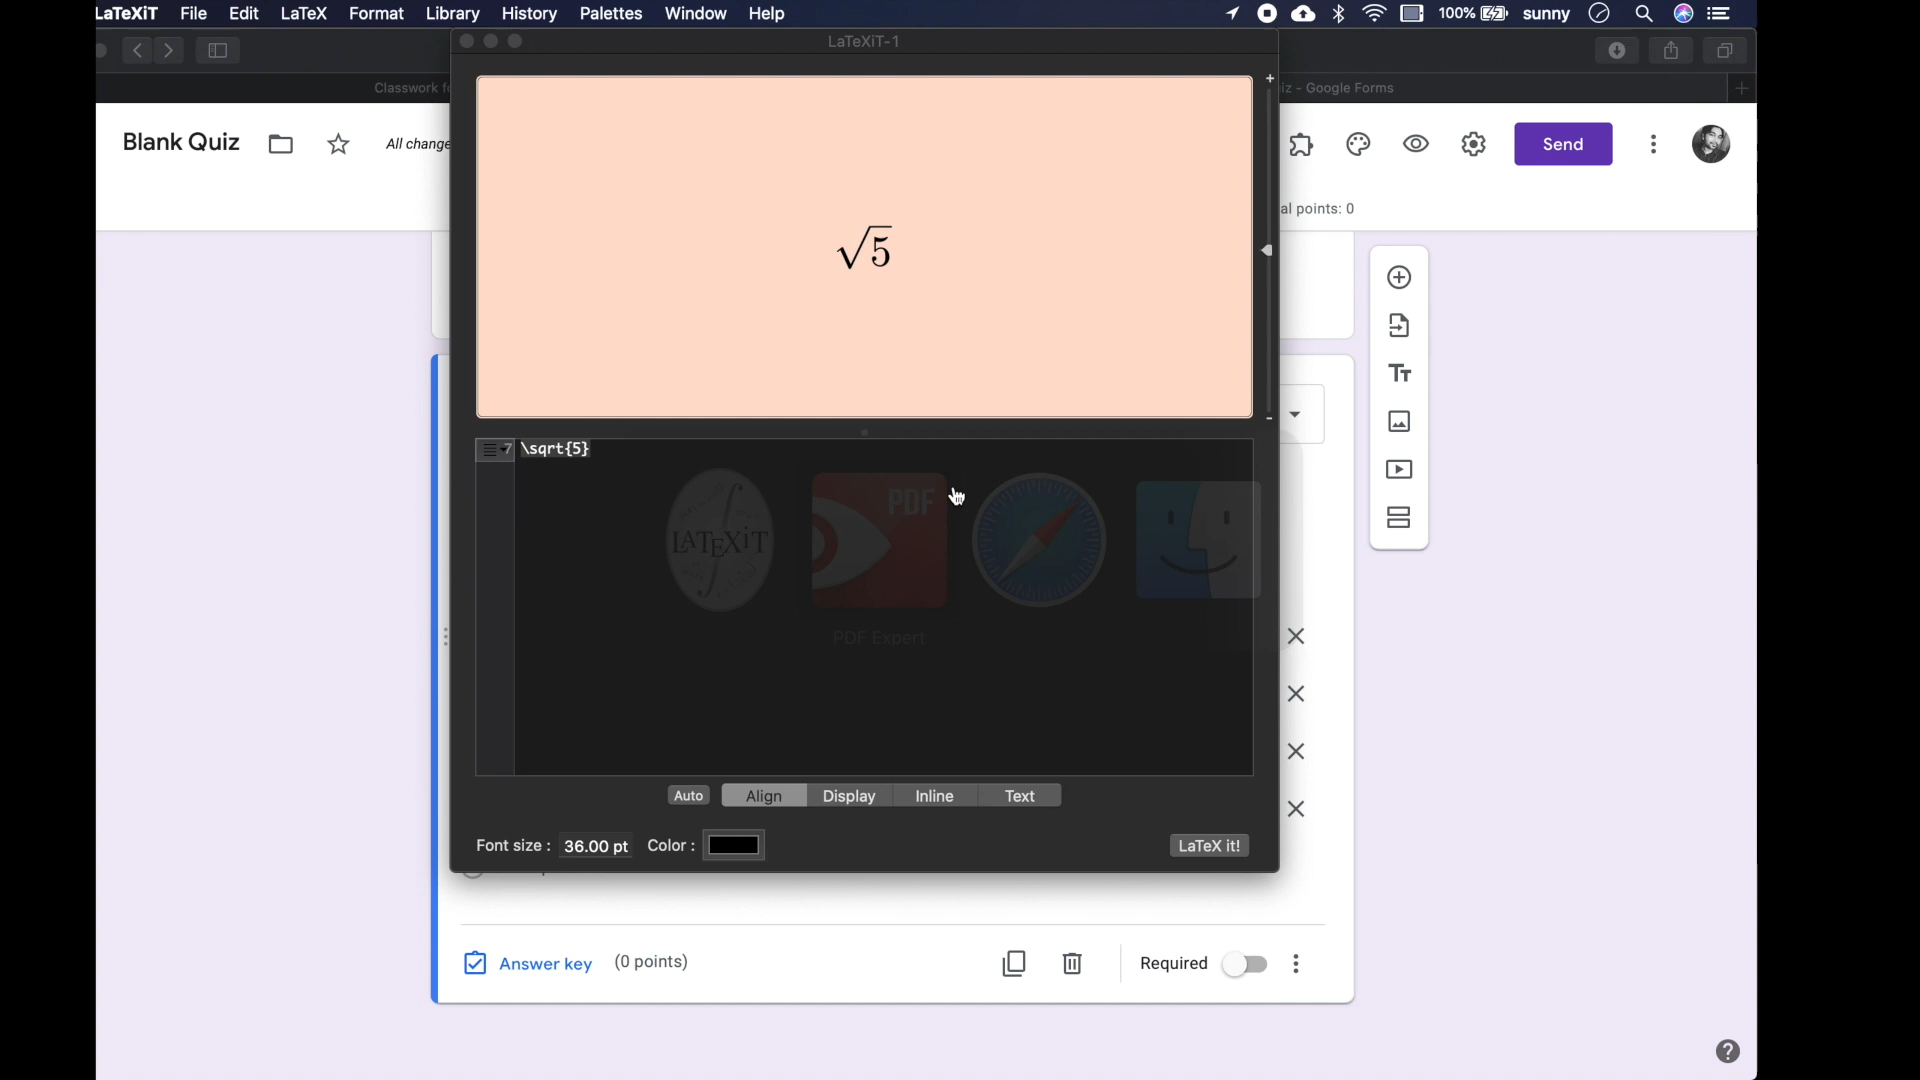 LaTeXiT File Edit LaTeX Format Library History Palettes Window Help 100% sunny
LaTeXiT-1
Classwork
iz - Google Forms
Blank Quiz All change Send
al points: 0
√5
7 \sqrt{5}
PDF
LATEXiT
PDF Expert
Auto Align Display Inline Text
Font size : 36.00 pt Color : LaTeX it!
Answer key (0 points) Required